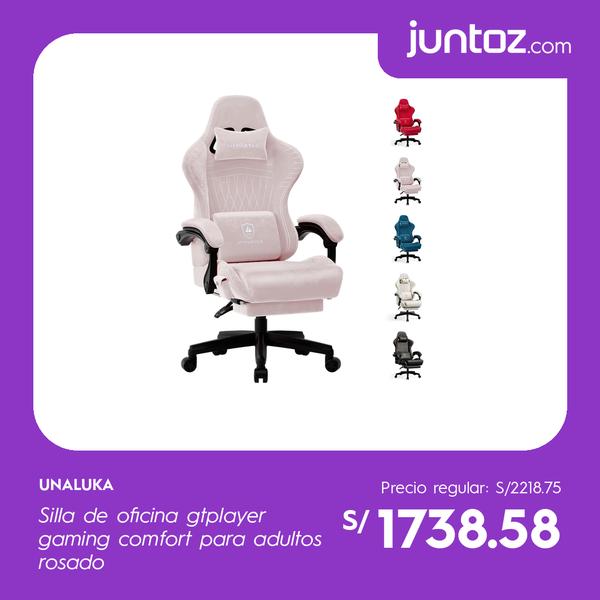 juntoz.com
UNALUKA
Silla de oficina gtplayer
gaming comfort para adultos
rosado
Precio regular: S/2218.75
S/1738.58